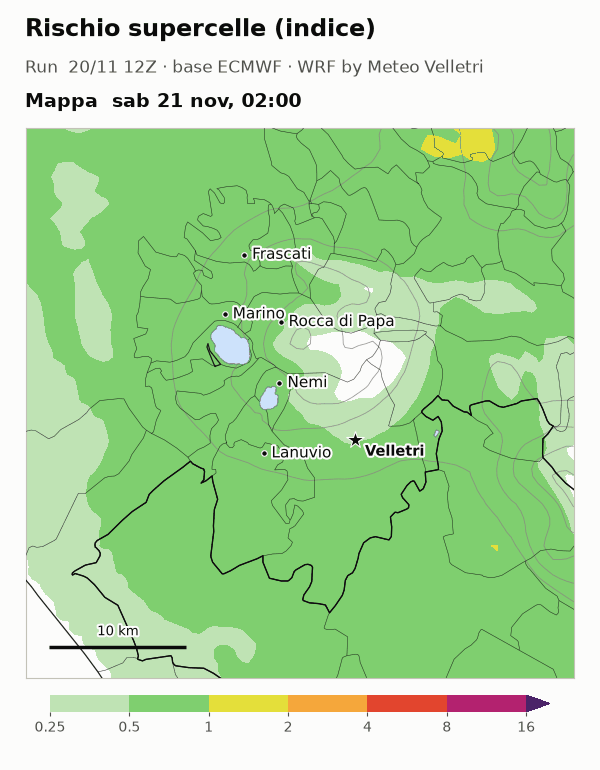 Rischio supercelle (indice)
Run  20/11 12Z · base ECMWF · WRF by Meteo Velletri
Mappa  sab 21 nov, 02:00
Frascati
Marino
Rocca di Papa
Nemi
Velletri
Lanuvio
10 km
0.25 0.5 1 2 4 8 16